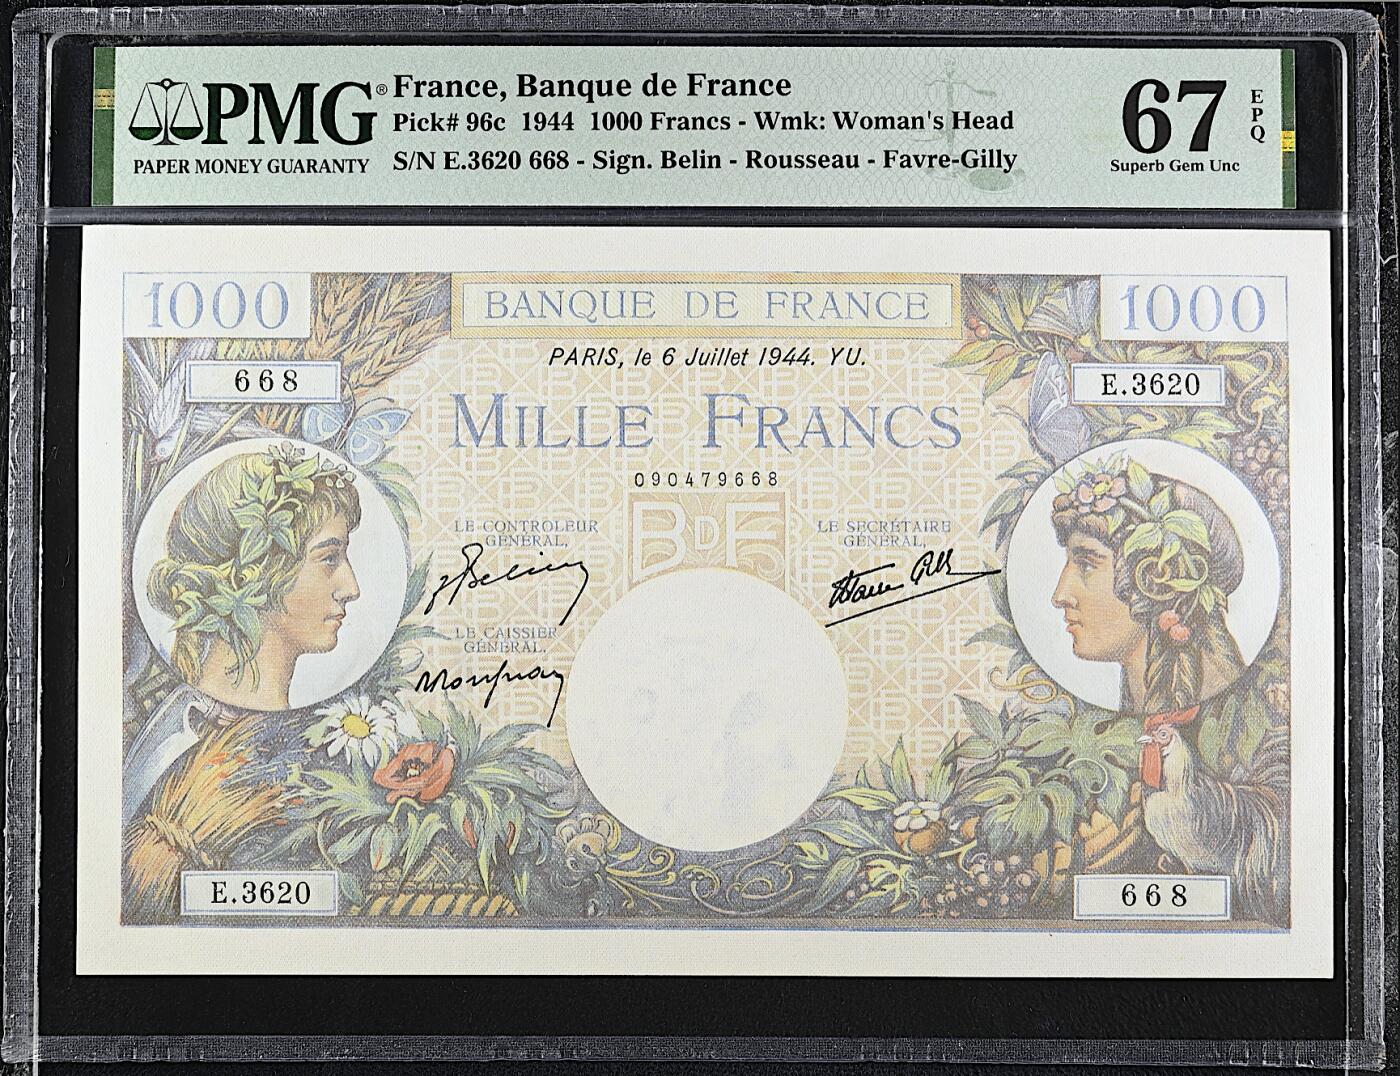 PMG®
PAPER MONEY GUARANTY
France, Banque de France
Pick# 96c 1944 1000 Francs - Wmk: Woman's Head
S/N E.3620 668 - Sign. Belin - Rousseau - Favre-Gilly
67
EPQ
Superb Gem Unc
1000
BANQUE DE FRANCE
1000
PARIS, le 6 Juillet 1944. YU.
668
E.3620
MILLE FRANCS
090479668
BdF
LE CONTROLEUR
GÉNÉRAL,
LE SECRÉTAIRE
GÉNÉRAL,
LE CAISSIER
GÉNÉRAL,
E.3620
668